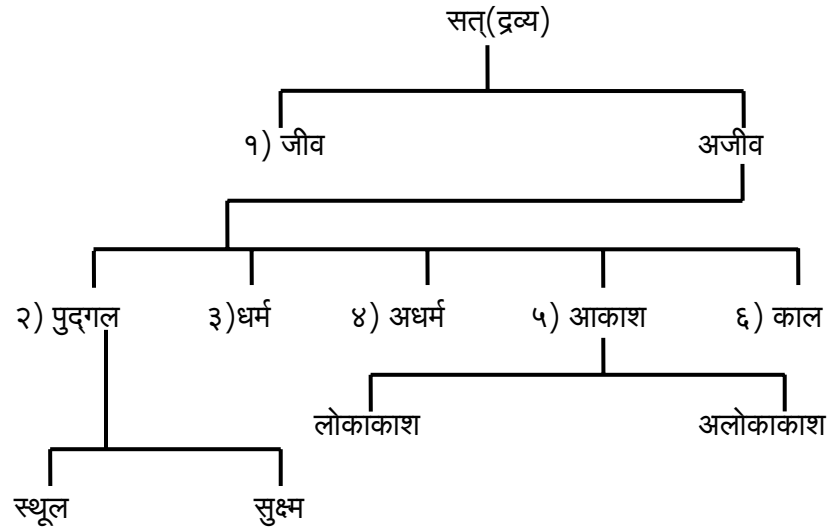 सत्(द्रव्य)
१) जीव अजीव
२) पुद्गल ३)धर्म ४) अधर्म ५) आकाश ६) काल
लोकाकाश अलोकाकाश
स्थूल सुक्ष्म